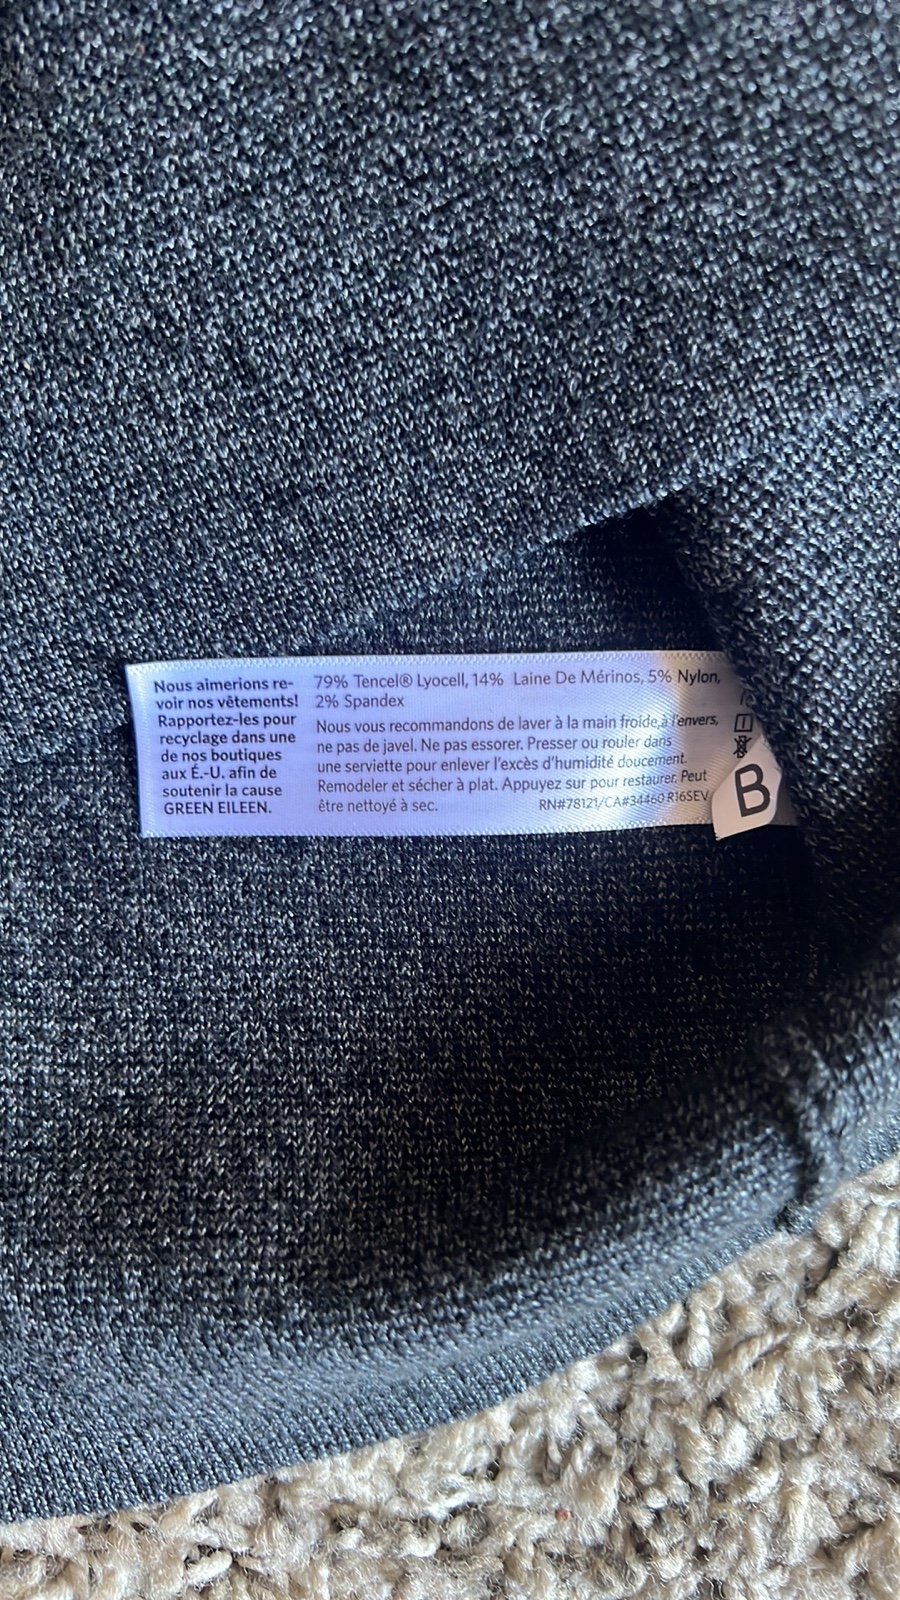 Nous aimerions re-
voir nos vêtements!
Rapportez-les pour
recyclage dans une
de nos boutiques
aux É.-U. afin de
soutenir la cause
GREEN EILEEN.
79% Tencel® Lyocell, 14% Laine De Mérinos, 5% Nylon,
2% Spandex
Nous vous recommandons de laver à la main froide,à l'envers,
ne pas de javel. Ne pas essorer. Presser ou rouler dans
une serviette pour enlever l'excès d'humidité doucement.
Remodeler et sécher à plat. Appuyez sur pour restaurer. Peut
être nettoyé à sec.
RN#78121/CA#34460 R16SEV
B